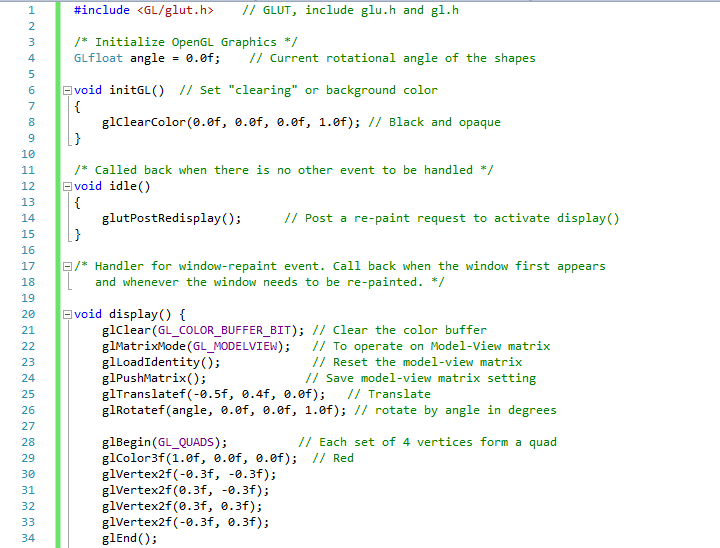 1 #include <GL/glut.h> // GLUT, include glu.h and gl.h
2
3 /* Initialize OpenGL Graphics */
4 GLfloat angle = 0.0f; // Current rotational angle of the shapes
5
6 void initGL() // Set "clearing" or background color
7 {
8 glClearColor(0.0f, 0.0f, 0.0f, 1.0f); // Black and opaque
9 }
10
11 /* Called back when there is no other event to be handled */
12 void idle()
13 {
14 glutPostRedisplay(); // Post a re-paint request to activate display()
15 }
16
17 /* Handler for window-repaint event. Call back when the window first appears
18 and whenever the window needs to be re-painted. */
19
20 void display() {
21 glClear(GL_COLOR_BUFFER_BIT); // Clear the color buffer
22 glMatrixMode(GL_MODELVIEW); // To operate on Model-View matrix
23 glLoadIdentity(); // Reset the model-view matrix
24 glPushMatrix(); // Save model-view matrix setting
25 glTranslatef(-0.5f, 0.4f, 0.0f); // Translate
26 glRotatef(angle, 0.0f, 0.0f, 1.0f); // rotate by angle in degrees
27
28 glBegin(GL_QUADS); // Each set of 4 vertices form a quad
29 glColor3f(1.0f, 0.0f, 0.0f); // Red
30 glVertex2f(-0.3f, -0.3f);
31 glVertex2f(0.3f, -0.3f);
32 glVertex2f(0.3f, 0.3f);
33 glVertex2f(-0.3f, 0.3f);
34 glEnd();